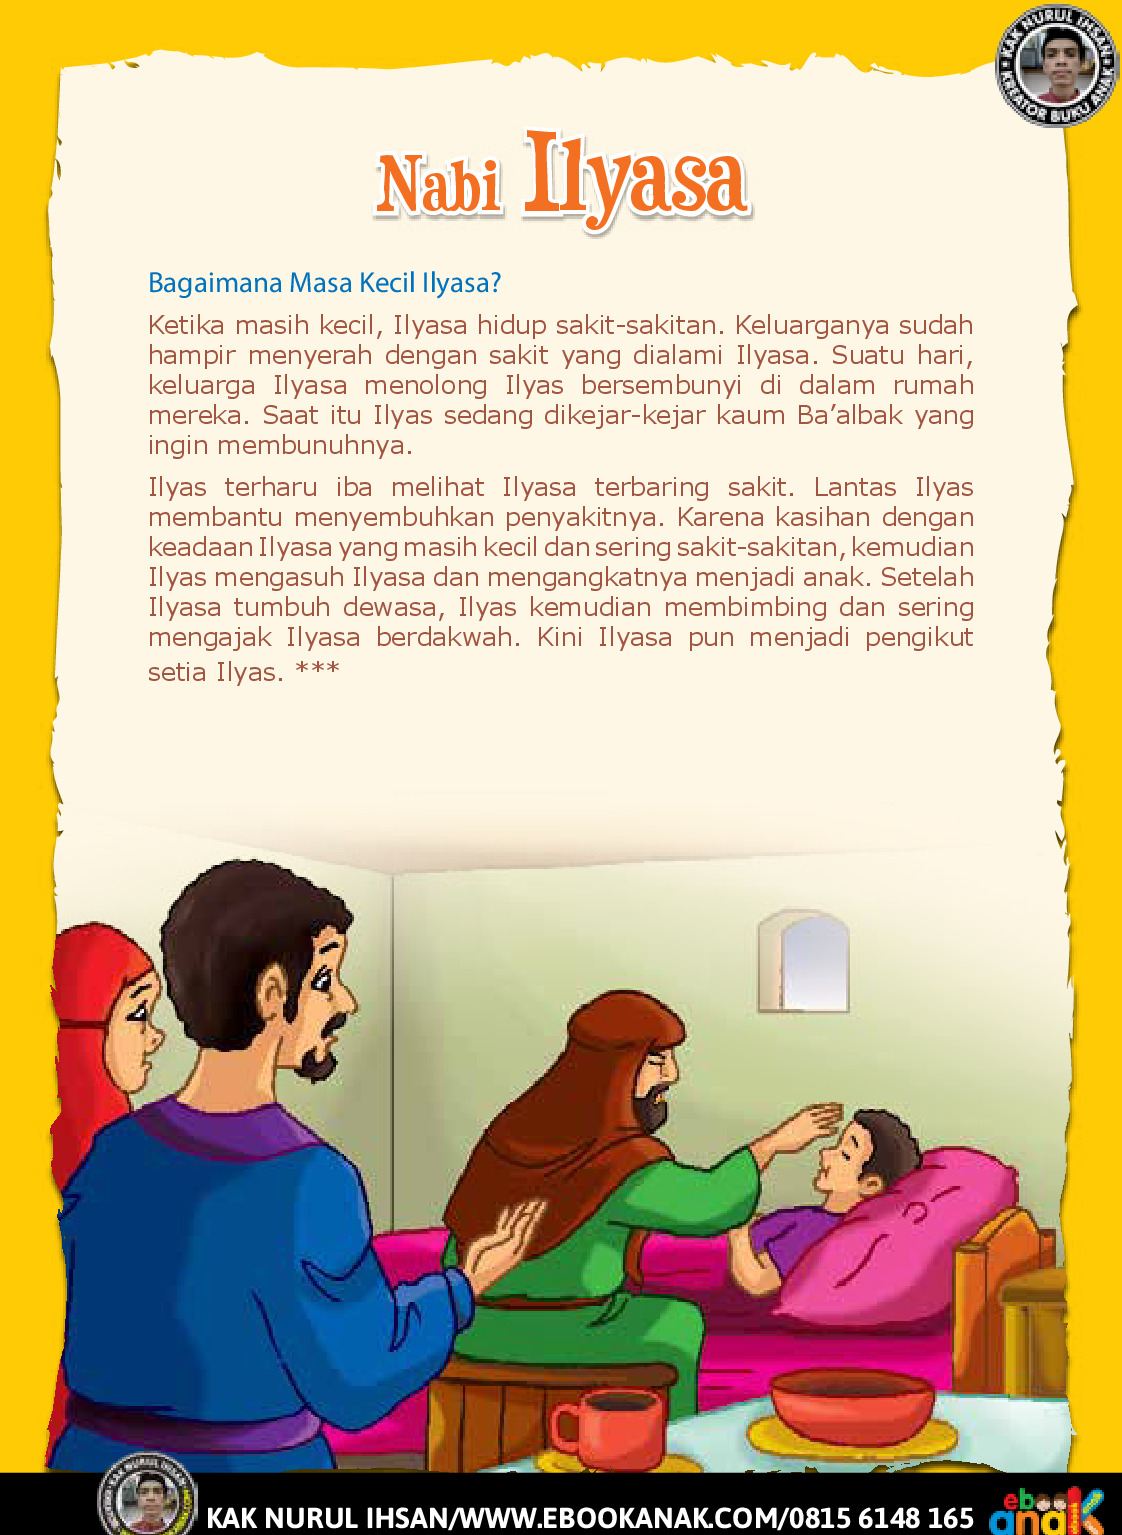 KAK NURUL IHSAN
KREATOR BUKU ANAK
Nabi Ilyasa
Bagaimana Masa Kecil Ilyasa?
Ketika masih kecil, Ilyasa hidup sakit-sakitan. Keluarganya sudah
hampir menyerah dengan sakit yang dialami Ilyasa. Suatu hari,
keluarga Ilyasa menolong Ilyas bersembunyi di dalam rumah
mereka. Saat itu Ilyas sedang dikejar-kejar kaum Ba’albak yang
ingin membunuhnya.
Ilyas terharu iba melihat Ilyasa terbaring sakit. Lantas Ilyas
membantu menyembuhkan penyakitnya. Karena kasihan dengan
keadaan Ilyasa yang masih kecil dan sering sakit-sakitan, kemudian
Ilyas mengasuh Ilyasa dan mengangkatnya menjadi anak. Setelah
Ilyasa tumbuh dewasa, Ilyas kemudian membimbing dan sering
mengajak Ilyasa berdakwah. Kini Ilyasa pun menjadi pengikut
setia Ilyas. ***
KAK NURUL IHSAN
KAK NURUL IHSAN/WWW.EBOOKANAK.COM/0815 6148 165
ebook
anak